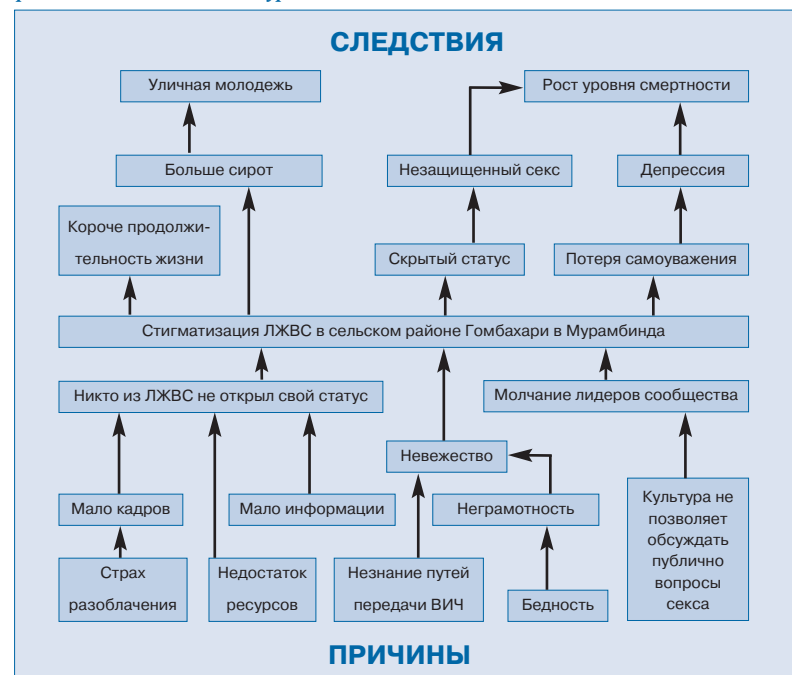 СЛЕДСТВИЯ
Уличная молодежь
Рост уровня смертности
Больше сирот
Незащищенный секс
Депрессия
Короче продолжи-
тельность жизни
Скрытый статус
Потеря самоуважения
Стигматизация ЛЖВС в сельском районе Гомбахари в Мурамбинда
Никто из ЛЖВС не открыл свой статус
Молчание лидеров сообщества
Невежество
Мало кадров
Мало информации
Неграмотность
Культура не
позволяет
обсуждать
публично
вопросы
секса
Страх
разоблачения
Недостаток
ресурсов
Незнание путей
передачи ВИЧ
Бедность
ПРИЧИНЫ